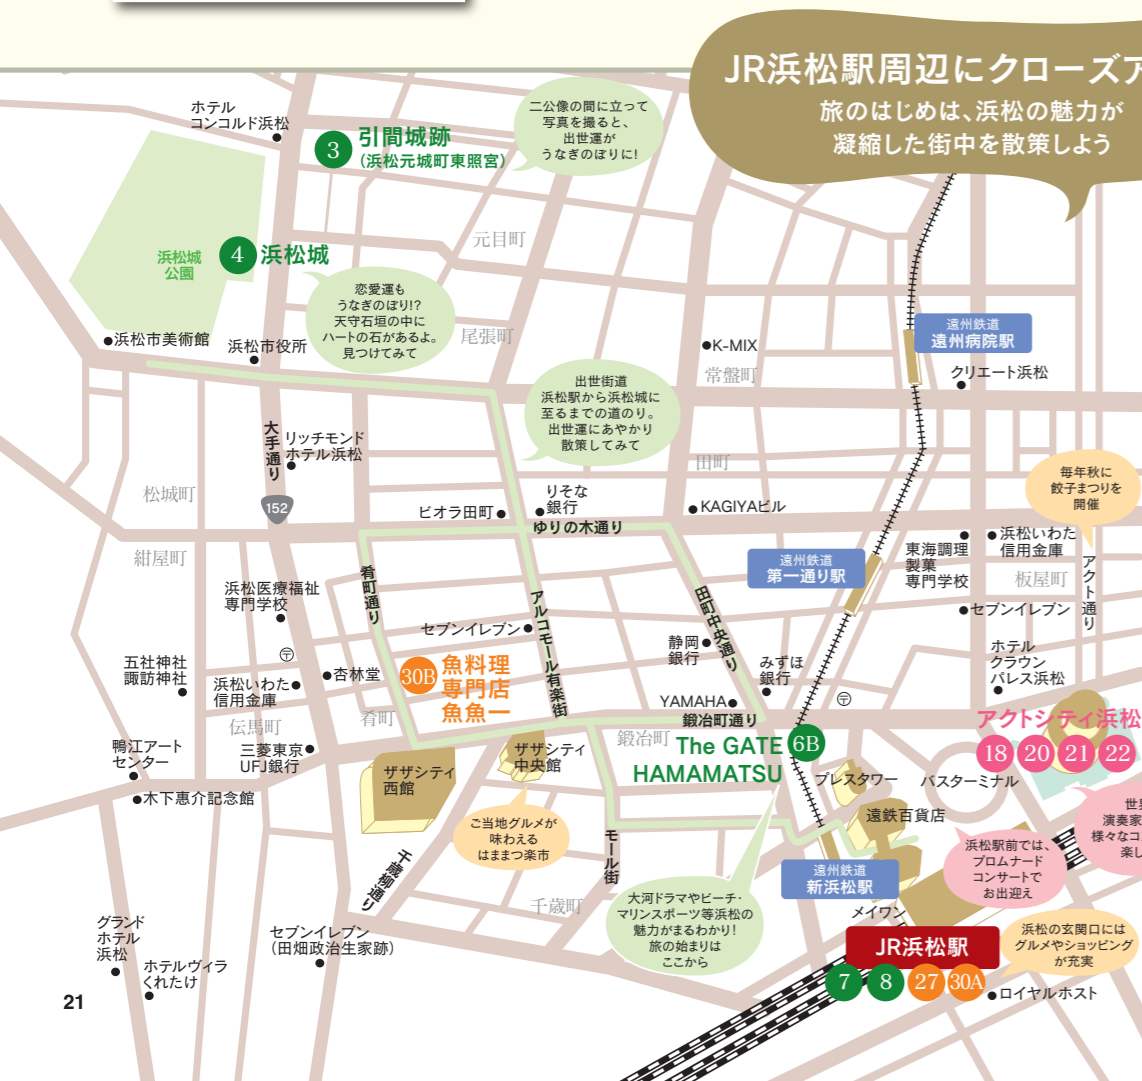 JR浜松駅周辺にクローズア
旅のはじめは、浜松の魅力が
凝縮した街中を散策しよう
ホテル
コンコルド浜松
3
引間城跡
(浜松元城町東照宮)
二公像の間に立って
写真を撮ると、
出世運が
うなぎのぼりに!
元目町
浜松城
公園
4
浜松城
恋愛運も
うなぎのぼり!?
天守石垣の中に
ハートの石があるよ。
見つけてみて
尾張町
浜松市美術館
浜松市役所
K-MIX
常盤町
遠州鉄道
遠州病院駅
クリエート浜松
出世街道
浜松駅から浜松城に
至るまでの道のり。
出世運にあやかり
散策してみて
大手通り
リッチモンド
ホテル浜松
田町
毎年秋に
餃子まつりを
開催
松城町
152
ビオラ田町
りそな
銀行
ゆりの木通り
KAGIYAビル
紺屋町
遠州鉄道
第一通り駅
東海調理
製菓
専門学校
浜松いわた
信用金庫
板屋町
アクト通り
セブンイレブン
浜松医療福祉
専門学校
肴町通り
アルコモール有楽街
田町中央通り
セブンイレブン
静岡
銀行
みずほ
銀行
ホテル
クラウン
パレス浜松
五社神社
諏訪神社
〒
浜松いわた
信用金庫
杏林堂
30B
魚料理
専門店
魚魚一
YAMAHA
〒
伝馬町
肴町
鍛冶町通り
鍛冶町
The GATE
HAMAMATSU
6B
アクトシティ浜松
18 20 21 22
鴨江アート
センター
三菱東京
UFJ銀行
ザザシティ
西館
ザザシティ
中央館
プレスタワー
バスターミナル
木下惠介記念館
遠鉄百貨店
世界
演奏家
様々なコ
楽し
ご当地グルメが
味わえる
はままつ楽市
モール街
浜松駅前では、
プロムナード
コンサートで
お出迎え
千歳柳通り
遠州鉄道
新浜松駅
千歳町
大河ドラマやビーチ・
マリンスポーツ等浜松の
魅力がまるわかり!
旅の始まりは
ここから
メイワン
グランド
ホテル
浜松
セブンイレブン
(田畑政治生家跡)
JR浜松駅
浜松の玄関口には
グルメやショッピング
が充実
ホテルヴィラ
くれたけ
7 8 27 30A
ロイヤルホスト
21